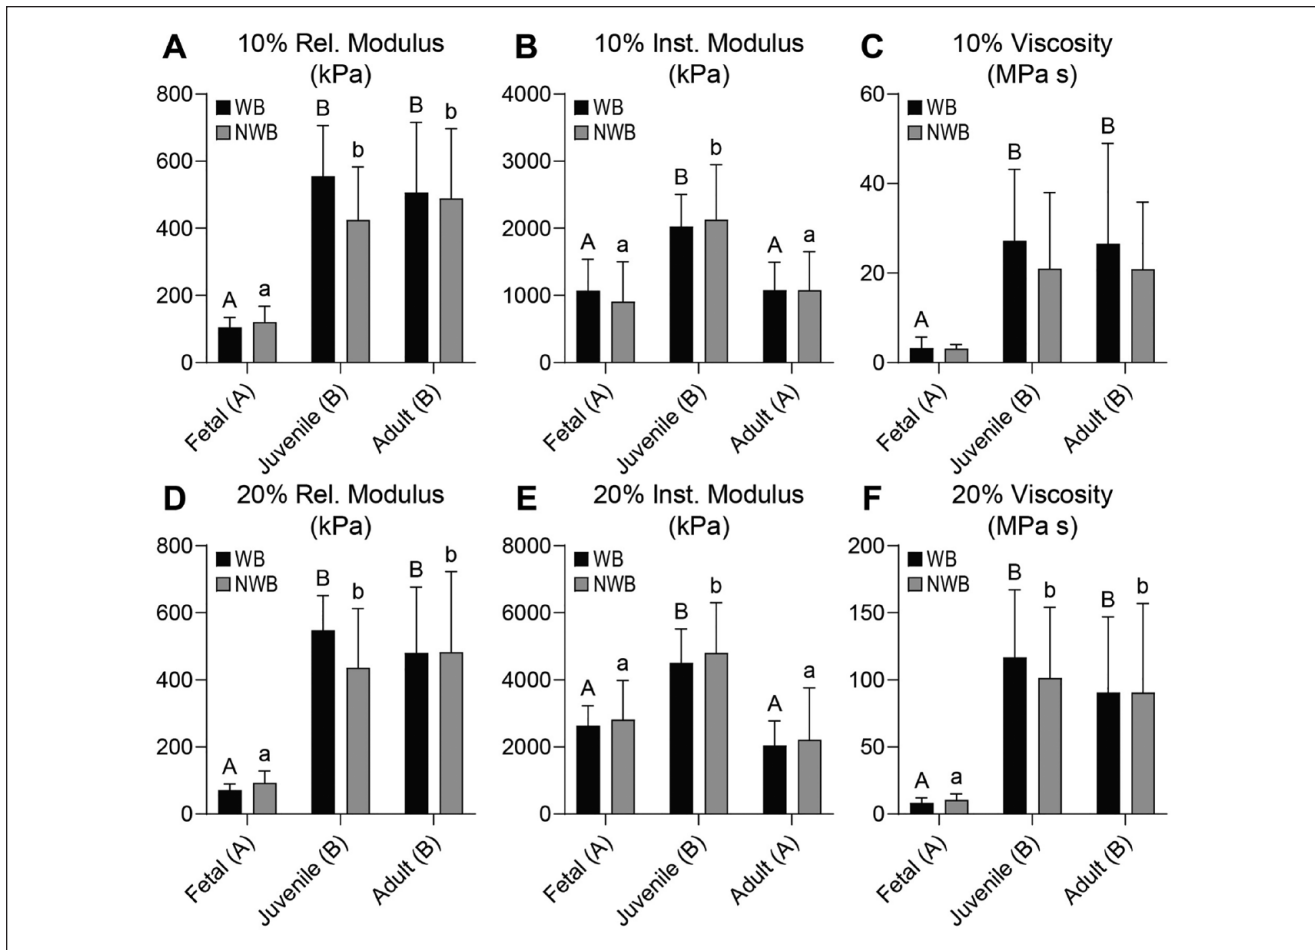 A 10% Rel. Modulus
(kPa)
800
600
400
200
0
WB
NWB
A a B b B b
Fetal (A) Juvenile (B) Adult (B)
B 10% Inst. Modulus
(kPa)
4000
3000
2000
1000
0
WB
NWB
A a B b A a
Fetal (A) Juvenile (B) Adult (A)
C 10% Viscosity
(MPa s)
60
40
20
0
WB
NWB
A B B
Fetal (A) Juvenile (B) Adult (B)
D 20% Rel. Modulus
(kPa)
800
600
400
200
0
WB
NWB
A a B b B b
Fetal (A) Juvenile (B) Adult (B)
E 20% Inst. Modulus
(kPa)
8000
6000
4000
2000
0
WB
NWB
A a B b A a
Fetal (A) Juvenile (B) Adult (A)
F 20% Viscosity
(MPa s)
200
150
100
50
0
WB
NWB
A a B b B b
Fetal (A) Juvenile (B) Adult (B)